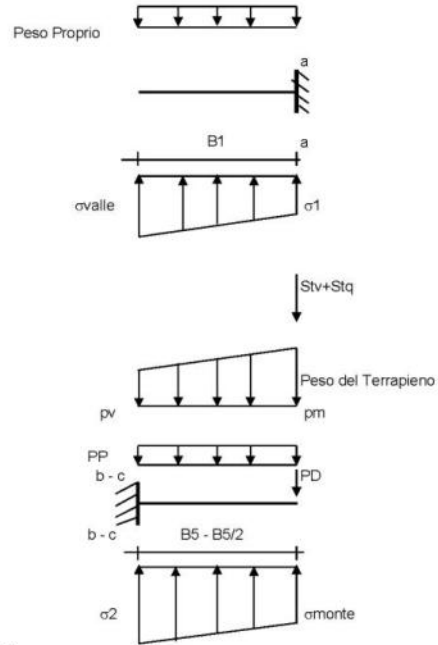 Peso Proprio
a
B1
a
σvalle
σ1
Stv+Stq
Peso del Terrapieno
pv
pm
PP
b - c
PD
b - c
B5 - B5/2
σ2
σmonte